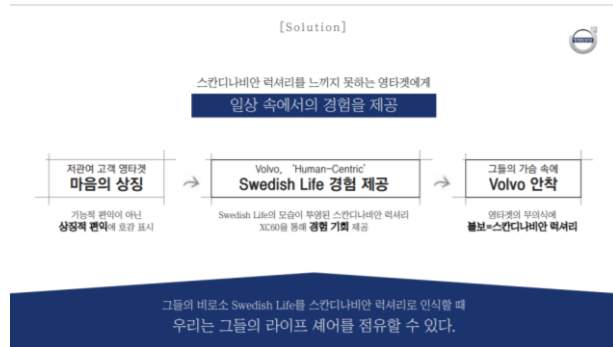 [Solution]
스칸디나비안 럭셔리를 느끼지 못하는 영타겟에게
일상 속에서의 경험을 제공
저관여 고객 영타겟
마음의 상징
기능적 편익이 아닌
상징적 편익에 호감 표시
Volvo, 'Human-Centric'
Swedish Life 경험 제공
Swedish Life의 모습이 투영된 스칸디나비안 럭셔리
XC60을 통해 경험 기회 제공
그들의 가슴 속에
Volvo 안착
영타겟의 무의식에
볼보=스칸디나비안 럭셔리
그들의 비로소 Swedish Life를 스칸디나비안 럭셔리로 인식할 때
우리는 그들의 라이프 셰어를 점유할 수 있다.